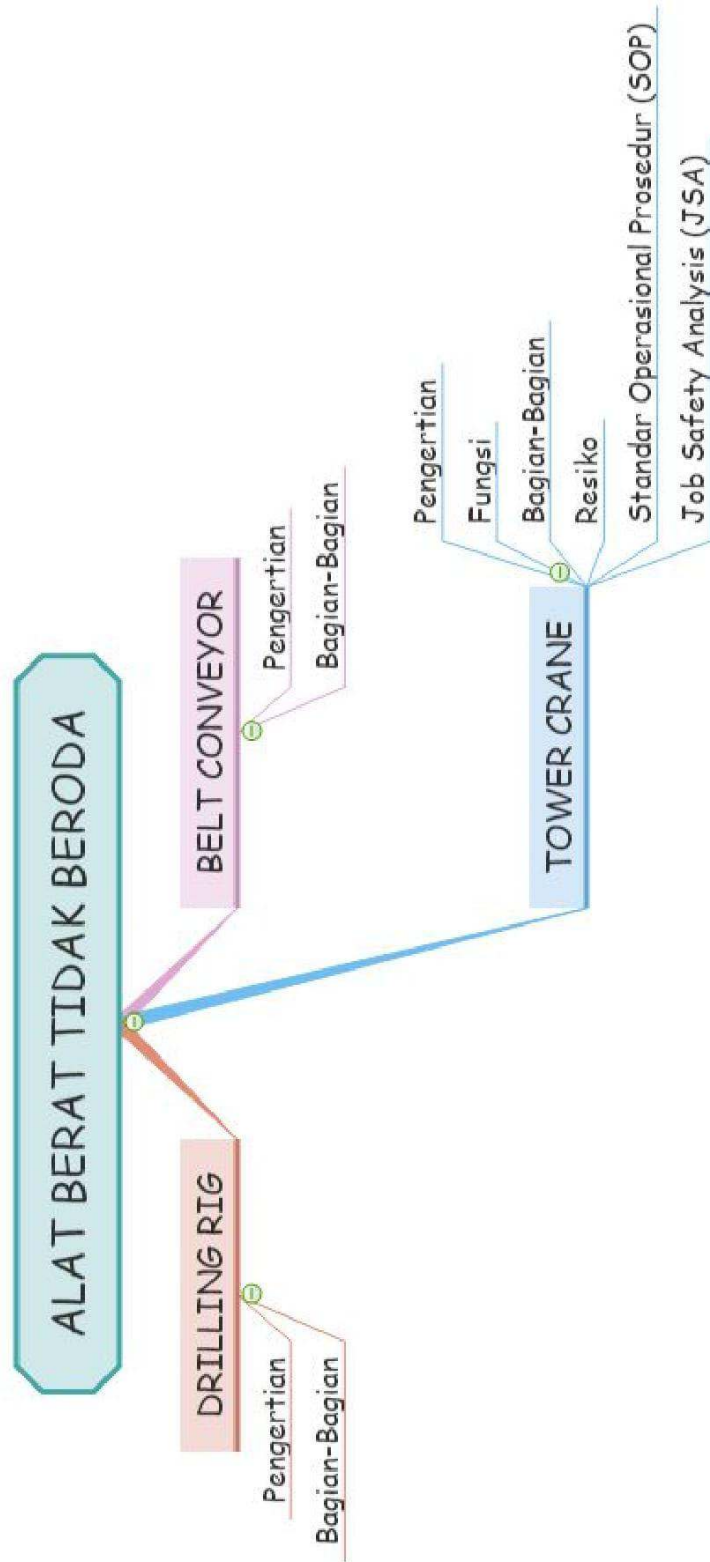 ALAT BERAT TIDAK BERODA
DRILLING RIG
Pengertian
Bagian-Bagian
BELT CONVEYOR
Pengertian
Bagian-Bagian
TOWER CRANE
Pengertian
Fungsi
Bagian-Bagian
Resiko
Standar Operasional Prosedur (SOP)
Job Safety Analysis (JSA)